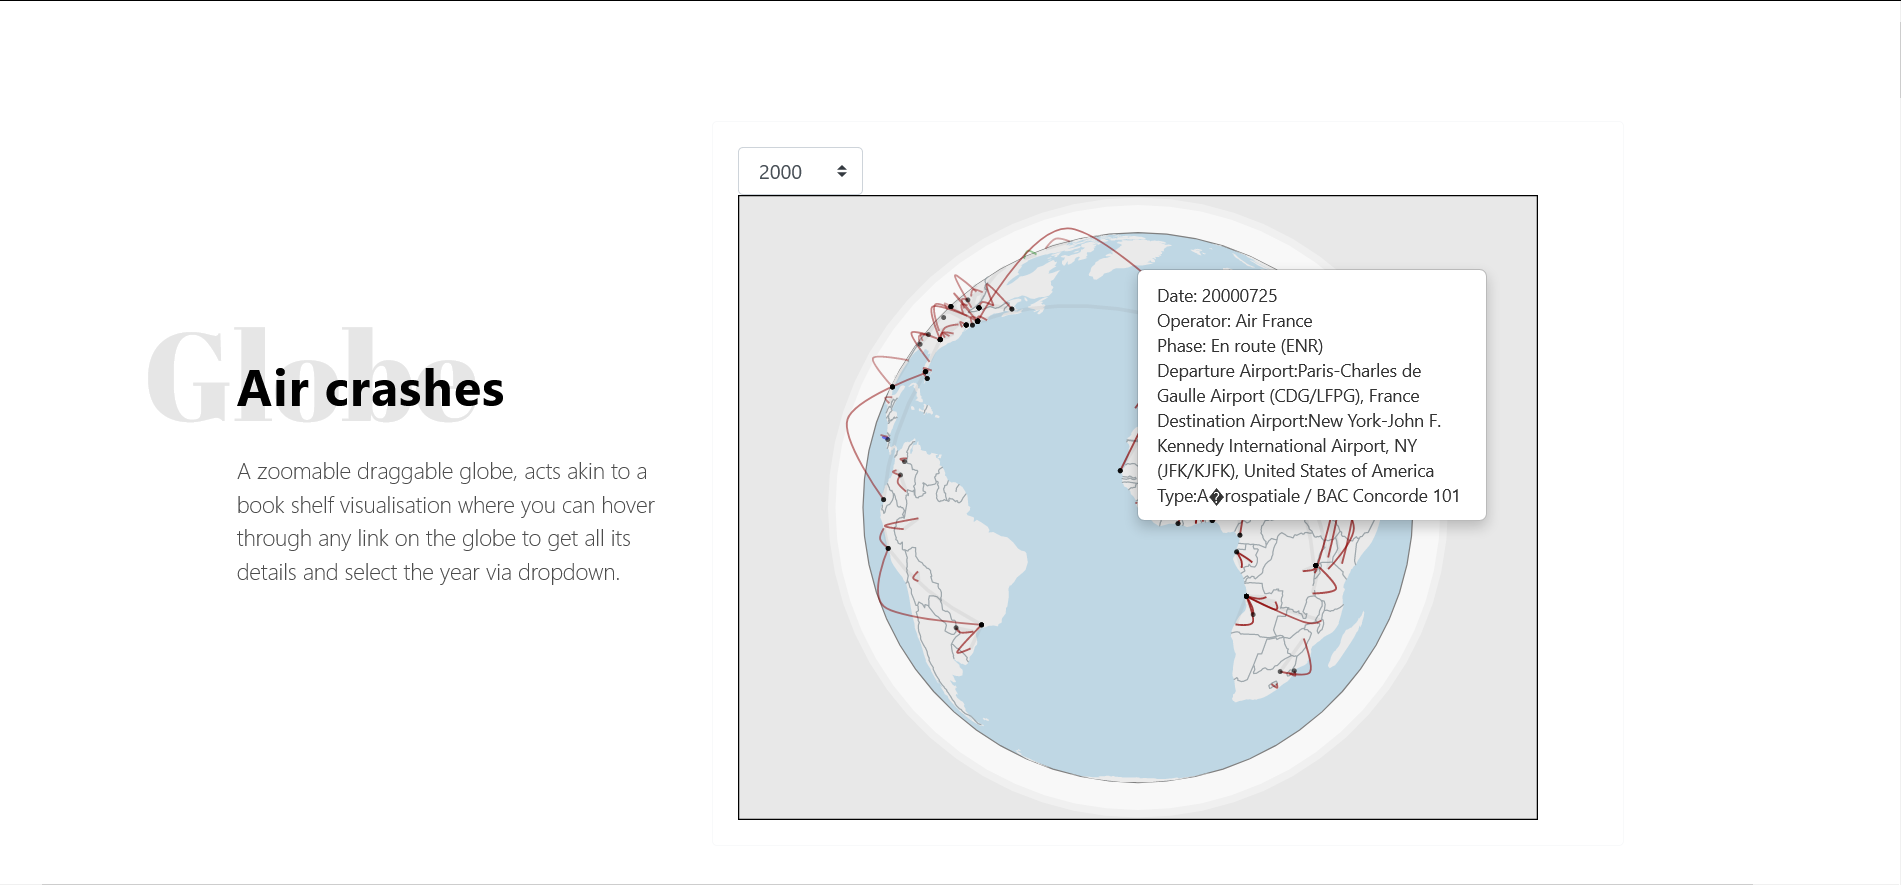 Globe
Air crashes
A zoomable draggable globe, acts akin to a
book shelf visualisation where you can hover
through any link on the globe to get all its
details and select the year via dropdown.
2000
Date: 20000725
Operator: Air France
Phase: En route (ENR)
Departure Airport:Paris-Charles de
Gaulle Airport (CDG/LFPG), France
Destination Airport:New York-John F.
Kennedy International Airport, NY
(JFK/KJFK), United States of America
Type:A�rospatiale / BAC Concorde 101